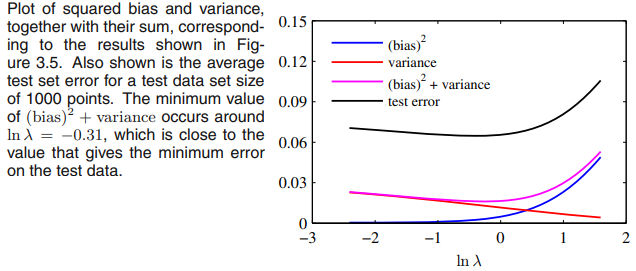 Plot of squared bias and variance,
together with their sum, correspond-
ing to the results shown in Fig-
ure 3.5. Also shown is the average
test set error for a test data set size
of 1000 points. The minimum value
of (bias)² + variance occurs around
ln λ = −0.31, which is close to the
value that gives the minimum error
on the test data.
0.15
0.12
0.09
0.06
0.03
0
(bias)²
variance
(bias)² + variance
test error
−3 −2 −1 0 1 2
ln λ